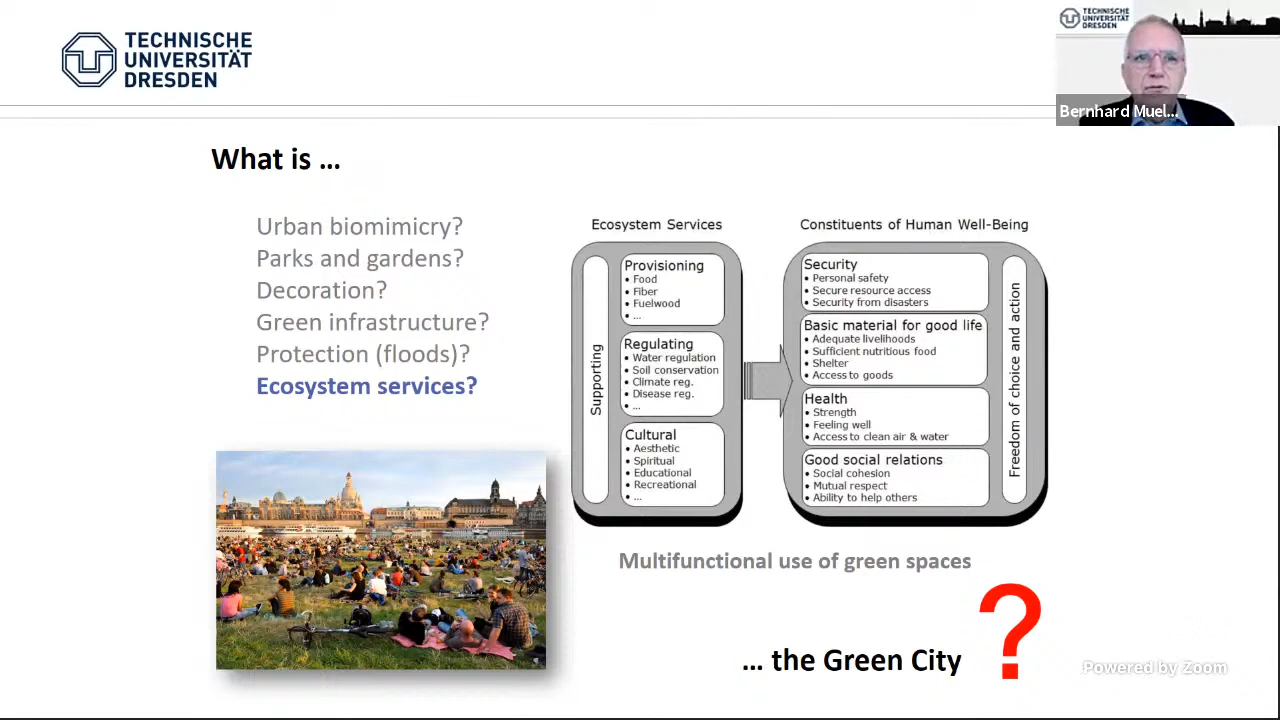 TECHNISCHE
UNIVERSITÄT
DRESDEN
TECHNISCHE
UNIVERSITÄT
DRESDEN
Bernhard Muel...
What is ...
Urban biomimicry?
Parks and gardens?
Decoration?
Green infrastructure?
Protection (floods)?
Ecosystem services?
Ecosystem Services
Supporting
Provisioning
• Food
• Fiber
• Fuelwood
• ...
Regulating
• Water regulation
• Soil conservation
• Climate reg.
• Disease reg.
• ...
Cultural
• Aesthetic
• Spiritual
• Educational
• Recreational
• ...
Constituents of Human Well-Being
Security
• Personal safety
• Secure resource access
• Security from disasters
Basic material for good life
• Adequate livelihoods
• Sufficient nutritious food
• Shelter
• Access to goods
Health
• Strength
• Feeling well
• Access to clean air & water
Good social relations
• Social cohesion
• Mutual respect
• Ability to help others
Freedom of choice and action
Multifunctional use of green spaces
... the Green City ?
Powered by Zoom